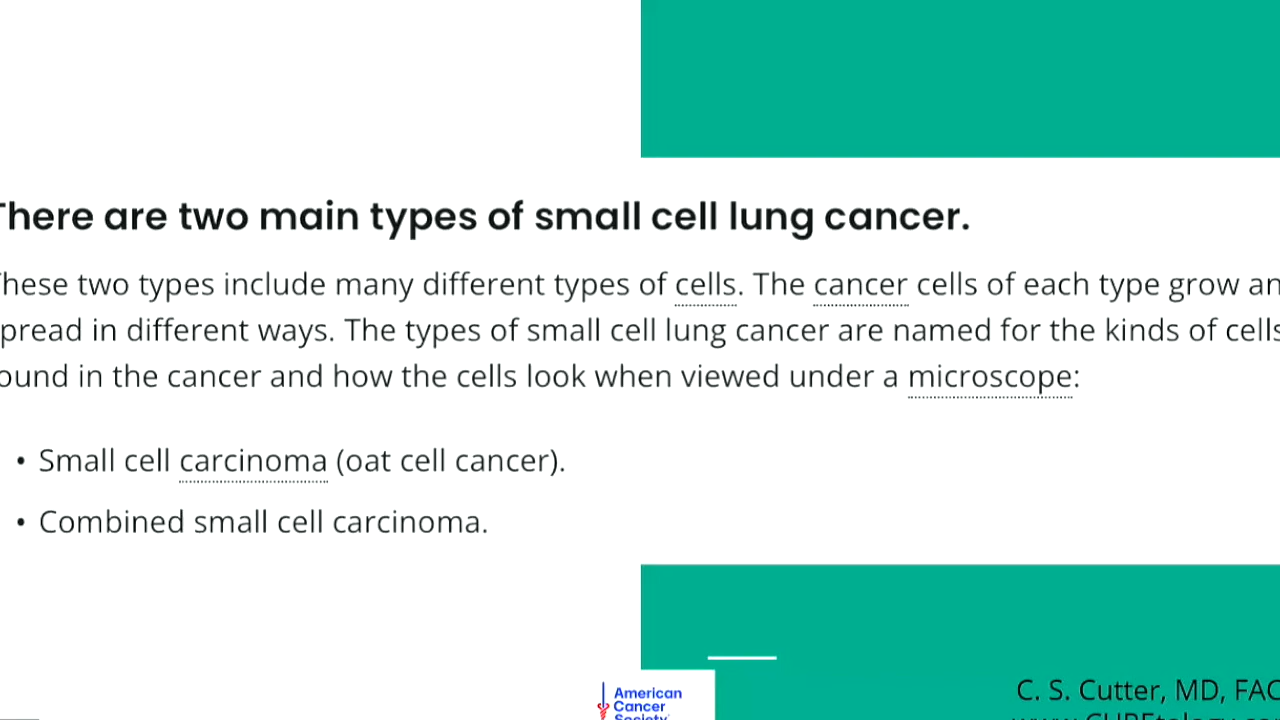 here are two main types of small cell lung cancer.
hese two types include many different types of cells. The cancer cells of each type grow an
pread in different ways. The types of small cell lung cancer are named for the kinds of cells
ound in the cancer and how the cells look when viewed under a microscope:
• Small cell carcinoma (oat cell cancer).
• Combined small cell carcinoma.
American
Cancer
Society
C. S. Cutter, MD, FAC